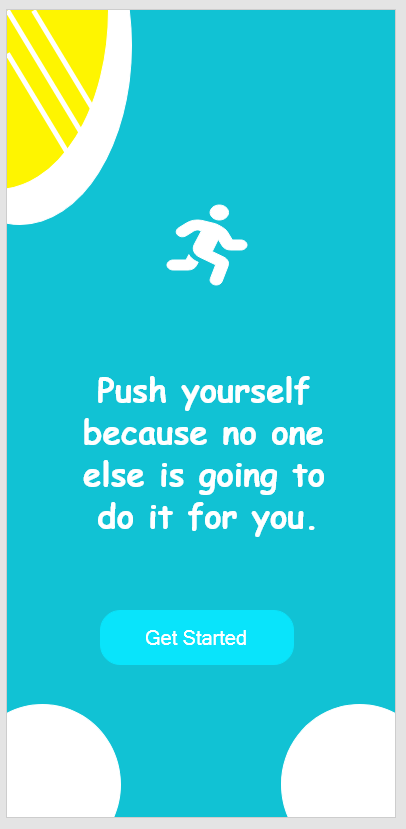 Push yourself
because no one
else is going to
do it for you.
Get Started